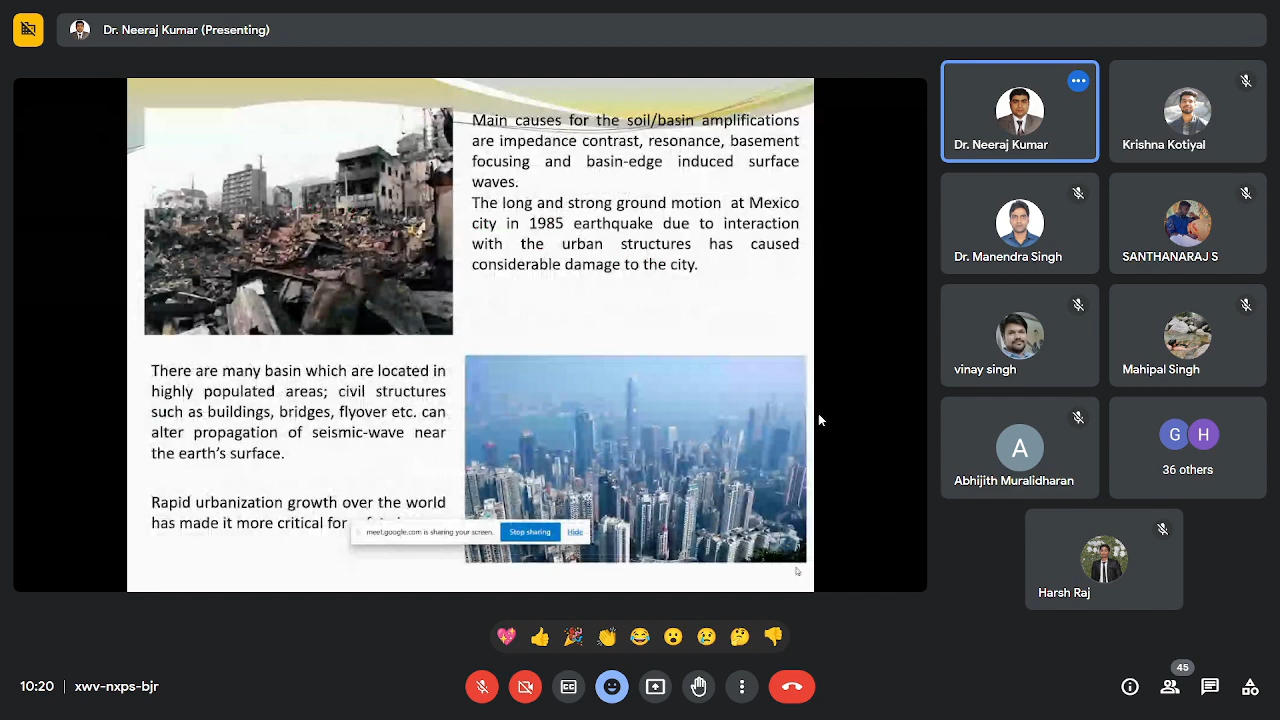 Dr. Neeraj Kumar (Presenting)
Main causes for the soil/basin amplifications
are impedance contrast, resonance, basement
focusing and basin-edge induced surface
waves.
The long and strong ground motion at Mexico
city in 1985 earthquake due to interaction
with the urban structures has caused
considerable damage to the city.
There are many basin which are located in
highly populated areas; civil structures
such as buildings, bridges, flyover etc. can
alter propagation of seismic-wave near
the earth's surface.
Rapid urbanization growth over the world
has made it more critical for
meet.google.com is sharing your screen.
Stop sharing
Hide
Dr. Neeraj Kumar
Krishna Kotiyal
Dr. Manendra Singh
SANTHANARAJ S
vinay singh
Mahipal Singh
A
Abhijith Muralidharan
G H
36 others
Harsh Raj
10:20 | xwv-nxps-bjr
CC
45